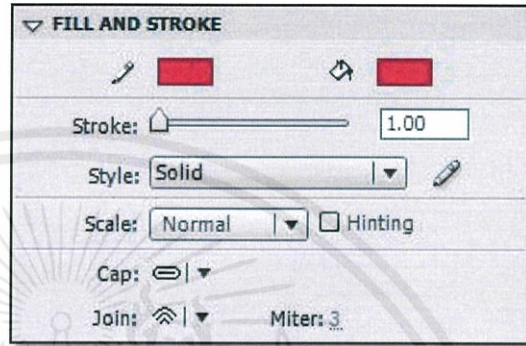 FILL AND STROKE
Stroke: 1.00
Style: Solid
Scale: Normal Hinting
Cap:
Join: Miter: 3